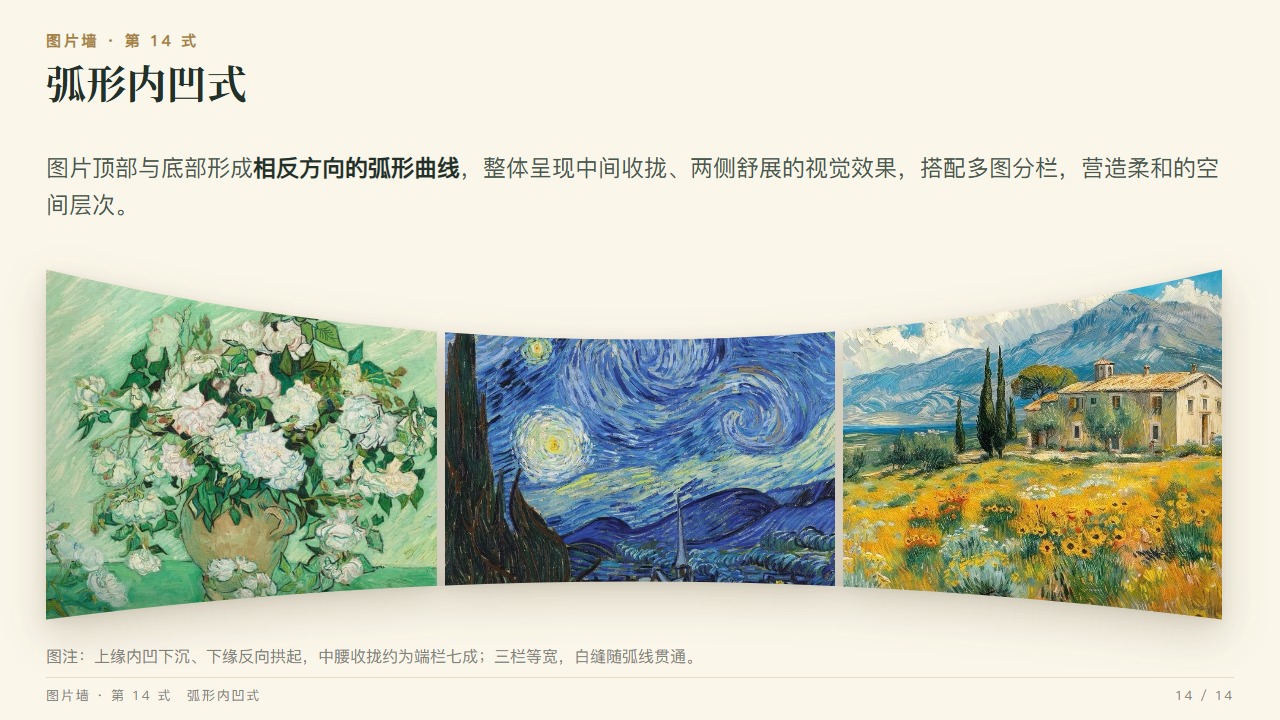 图片墙 · 第 14 式
弧形内凹式
图片顶部与底部形成相反方向的弧形曲线，整体呈现中间收拢、两侧舒展的视觉效果，搭配多图分栏，营造柔和的空
间层次。
图注：上缘内凹下沉、下缘反向拱起，中腰收拢约为端栏七成；三栏等宽，白缝随弧线贯通。
图片墙 · 第 14 式 弧形内凹式
14 / 14